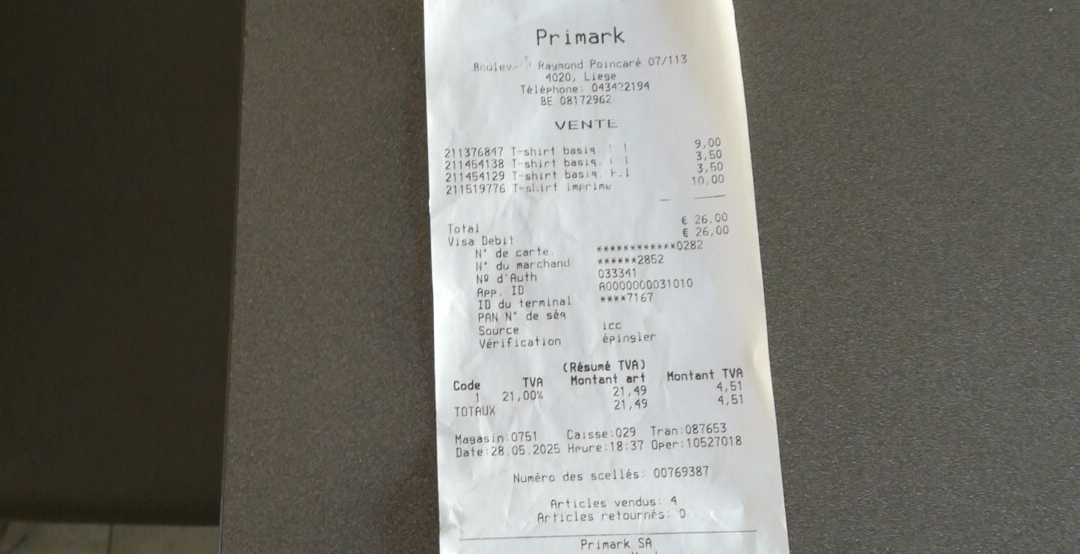 Primark
Raymond Poincaré 07/113
4020, Liege
Téléphone: 043422194
BE 08172962
VENTE
211376847 T-shirt basiq. 9,00
211454138 T-shirt basiq. 3,50
211454129 T-shirt basiq. 3,50
211519776 T-shirt imprime 10,00
Total € 26,00
Visa Debit € 26,00
N° de carte. ************0282
N° du marchand ******2852
Nº d'Auth 033341
App. ID A0000000031010
ID du terminal ****7167
PAN N° de séq
Source icc
Vérification épingler
(Résumé TVA)
Code TVA Montant art Montant TVA
1 21,00% 21,49 4,51
TOTAUX 21,49 4,51
Magasin:0751 Caisse:029 Tran:087653
Date:28.05.2025 Heure:18:37 Oper:10527018
Numéro des scellés: 00769387
Articles vendus: 4
Articles retournés: 0
Primark SA